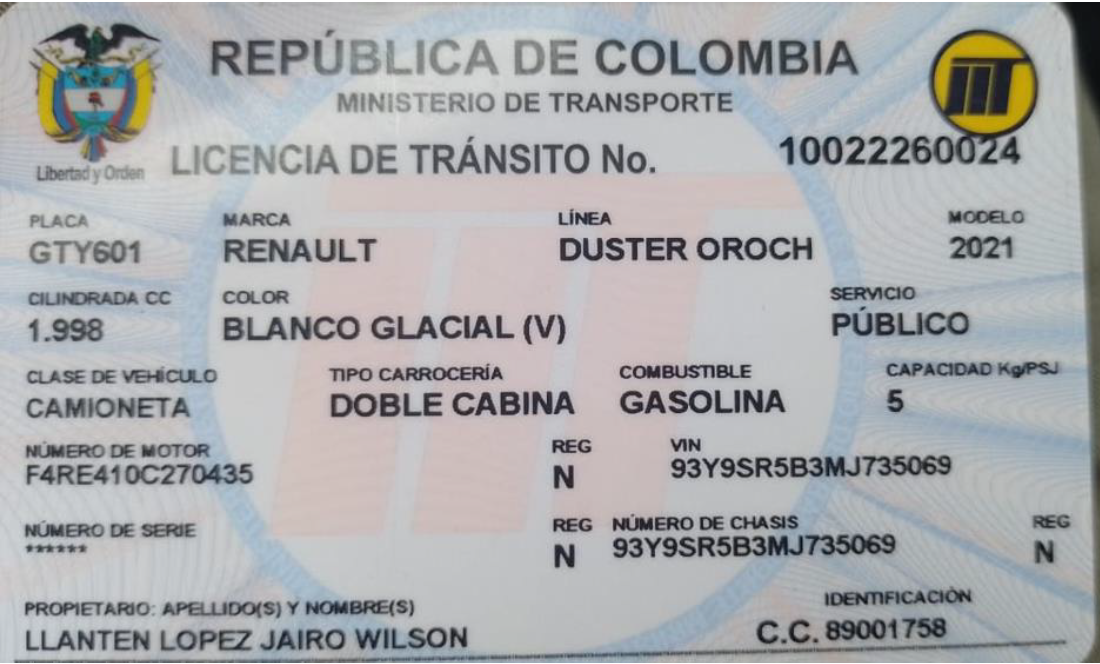 REPÚBLICA DE COLOMBIA
MINISTERIO DE TRANSPORTE
Libertad y Orden
LICENCIA DE TRÁNSITO No. 10022260024
PLACA MARCA LÍNEA MODELO
GTY601 RENAULT DUSTER OROCH 2021
CILINDRADA CC COLOR SERVICIO
1.998 BLANCO GLACIAL (V) PÚBLICO
CLASE DE VEHÍCULO TIPO CARROCERÍA COMBUSTIBLE CAPACIDAD Kg/PSJ
CAMIONETA DOBLE CABINA GASOLINA 5
NÚMERO DE MOTOR REG VIN
F4RE410C270435 N 93Y9SR5B3MJ735069
NÚMERO DE SERIE REG NÚMERO DE CHASIS REG
****** N 93Y9SR5B3MJ735069 N
PROPIETARIO: APELLIDO(S) Y NOMBRE(S) IDENTIFICACIÓN
LLANTEN LOPEZ JAIRO WILSON C.C. 89001758